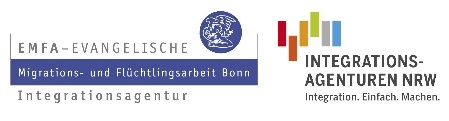 EMFA-EVANGELISCHE
Migrations- und Flüchtlingsarbeit Bonn
Integrationsagentur
INTEGRATIONS-
AGENTUREN NRW
Integration. Einfach. Machen.